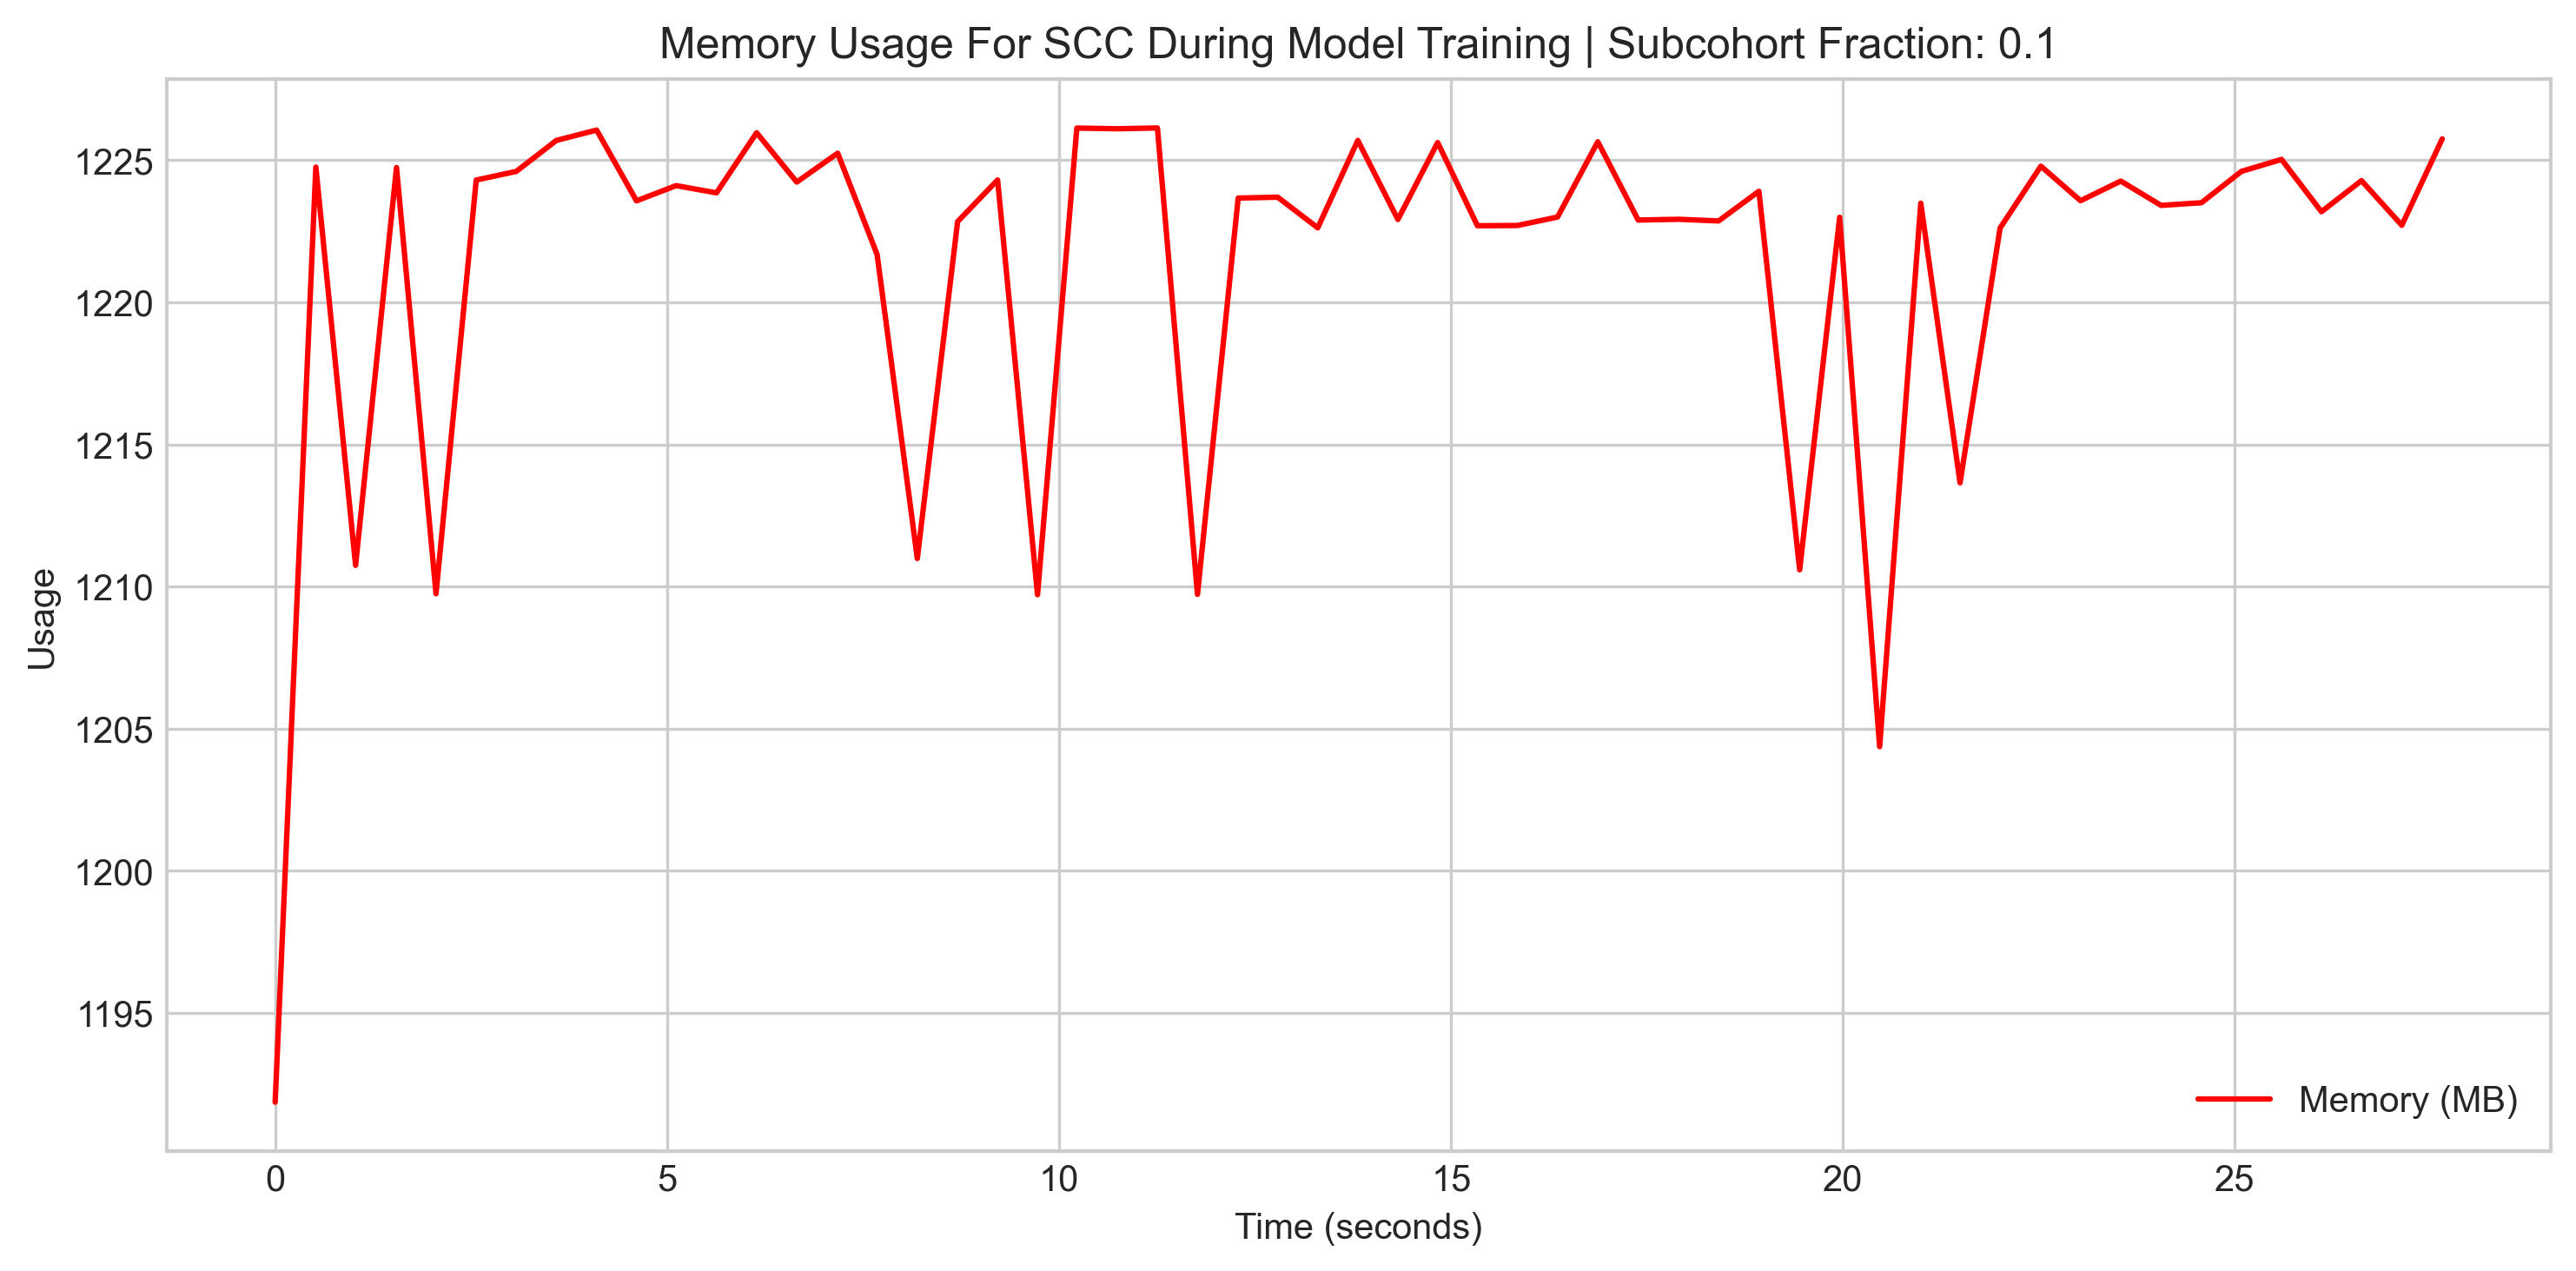 Memory Usage For SCC During Model Training | Subcohort Fraction: 0.1
1225
1220
1215
1210
1205
1200
1195
Usage
Memory (MB)
0 5 10 15 20 25
Time (seconds)